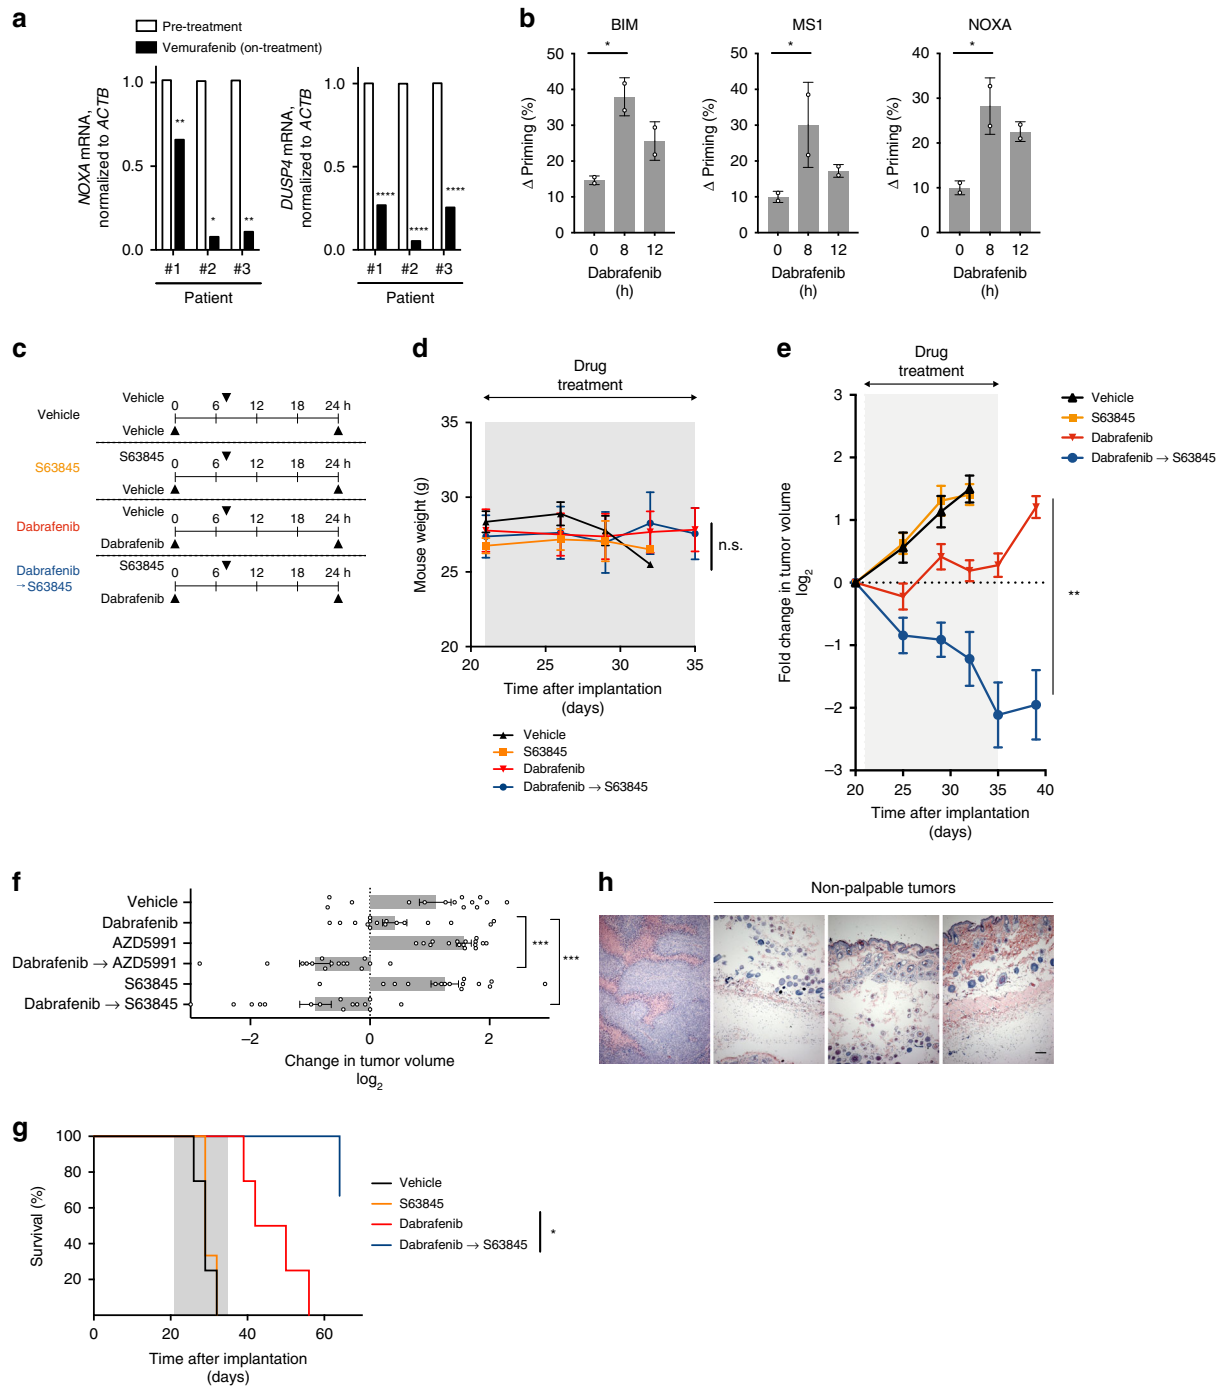 a
Pre-treatment
Vemurafenib (on-treatment)
NOXA mRNA,
normalized to ACTB
1.0
0.5
0.0
**
*
**
#1 #2 #3
Patient
DUSP4 mRNA,
normalized to ACTB
1.0
0.5
0.0
****
****
****
#1 #2 #3
Patient
b
BIM
Δ Priming (%)
50
40
30
20
10
0
*
0 8 12
Dabrafenib
(h)
MS1
Δ Priming (%)
50
40
30
20
10
0
*
0 8 12
Dabrafenib
(h)
NOXA
Δ Priming (%)
40
30
20
10
0
*
0 8 12
Dabrafenib
(h)
c
Vehicle
Vehicle
0 6 12 18 24 h
Vehicle
S63845
S63845
0 6 12 18 24 h
Vehicle
Dabrafenib
Vehicle
0 6 12 18 24 h
Dabrafenib
Dabrafenib
→S63845
S63845
0 6 12 18 24 h
Dabrafenib
d
Drug
treatment
Mouse weight (g)
35
30
25
20
n.s.
20 25 30 35
Time after implantation
(days)
Vehicle
S63845
Dabrafenib
Dabrafenib → S63845
e
Drug
treatment
Fold change in tumor volume
log2
3
2
1
0
–1
–2
–3
20 25 30 35 40
Time after implantation
(days)
Vehicle
S63845
Dabrafenib
Dabrafenib → S63845
**
f
Vehicle
Dabrafenib
AZD5991
Dabrafenib → AZD5991
S63845
Dabrafenib → S63845
***
***
–2 0 2
Change in tumor volume
log2
h
Non-palpable tumors
g
Survival (%)
100
80
60
40
20
0 20 40 60
Time after implantation
(days)
Vehicle
S63845
Dabrafenib
Dabrafenib → S63845
*